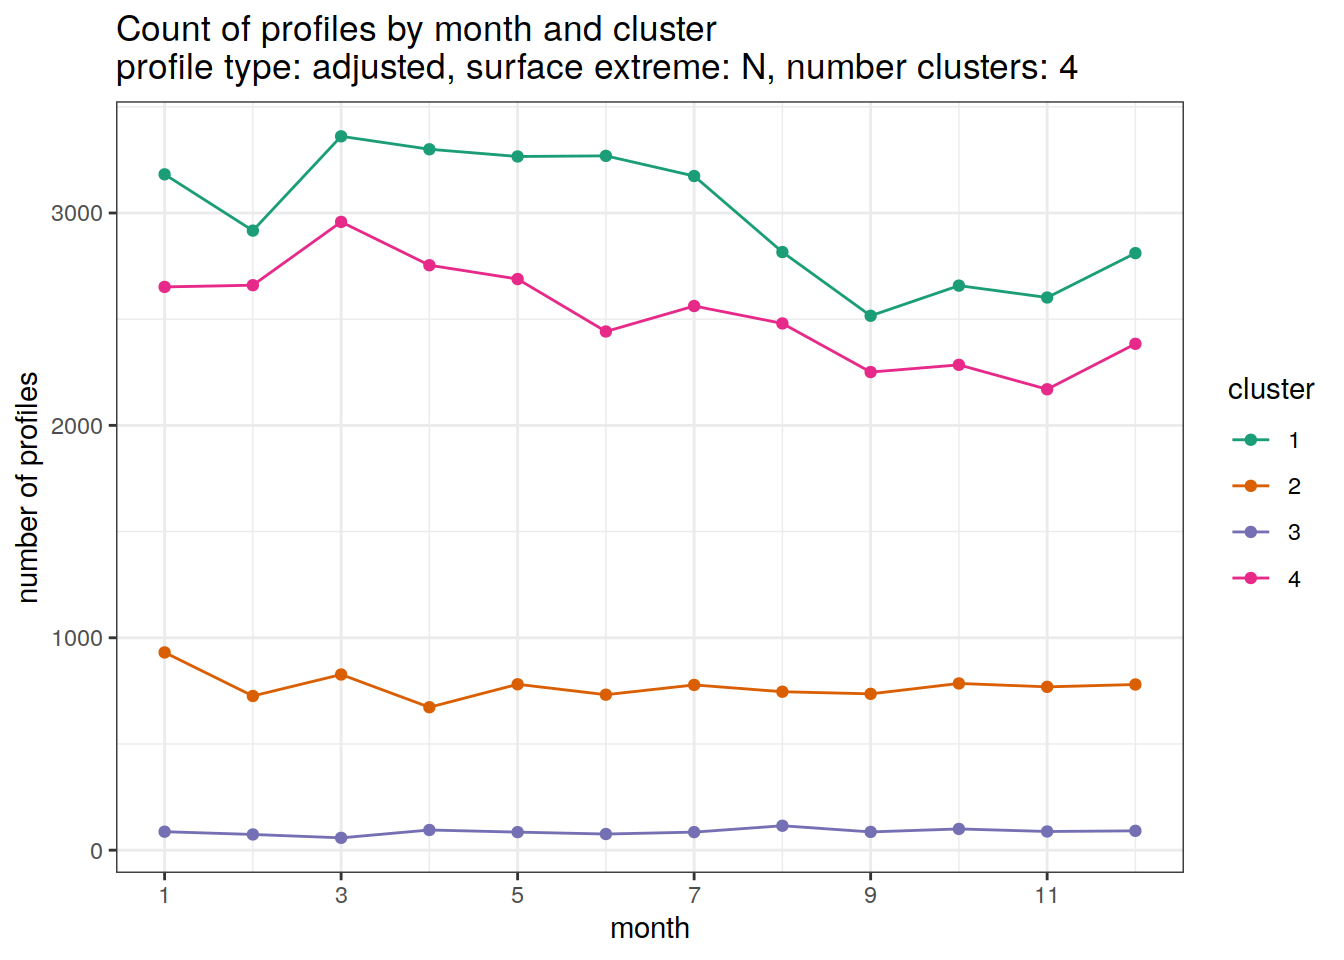 Count of profiles by month and cluster
profile type: adjusted, surface extreme: N, number clusters: 4
number of profiles
3000
2000
1000
0
1 3 5 7 9 11
month
cluster
1
2
3
4